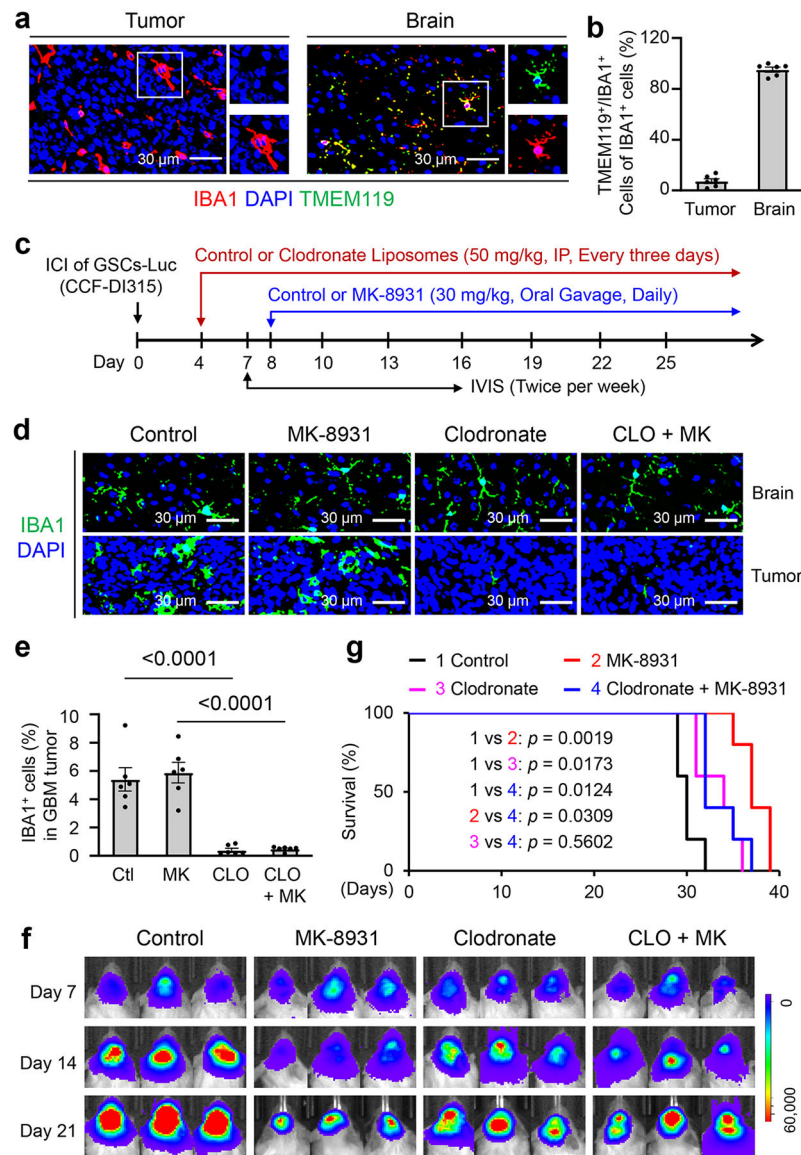 a
Tumor
Brain
30 µm
30 µm
IBA1 DAPI TMEM119
b
TMEM119⁺/IBA1⁺
Cells of IBA1⁺ cells (%)
120
80
40
0
Tumor Brain
c
ICI of GSCs-Luc
(CCF-DI315)
Control or Clodronate Liposomes (50 mg/kg, IP, Every three days)
Control or MK-8931 (30 mg/kg, Oral Gavage, Daily)
Day 0 4 7 8 10 13 16 19 22 25
IVIS (Twice per week)
d
Control MK-8931 Clodronate CLO + MK
IBA1
DAPI
30 µm 30 µm 30 µm 30 µm
Brain
30 µm 30 µm 30 µm 30 µm
Tumor
e
<0.0001
<0.0001
IBA1⁺ cells (%)
in GBM tumor
10
8
6
4
2
0
Ctl MK CLO CLO
+ MK
g
1 Control 2 MK-8931
3 Clodronate 4 Clodronate + MK-8931
Survival (%)
100
50
0
1 vs 2: p = 0.0019
1 vs 3: p = 0.0173
1 vs 4: p = 0.0124
2 vs 4: p = 0.0309
3 vs 4: p = 0.5602
(Days) 0 10 20 30 40
f
Control MK-8931 Clodronate CLO + MK
Day 7
Day 14
Day 21
0
60,000